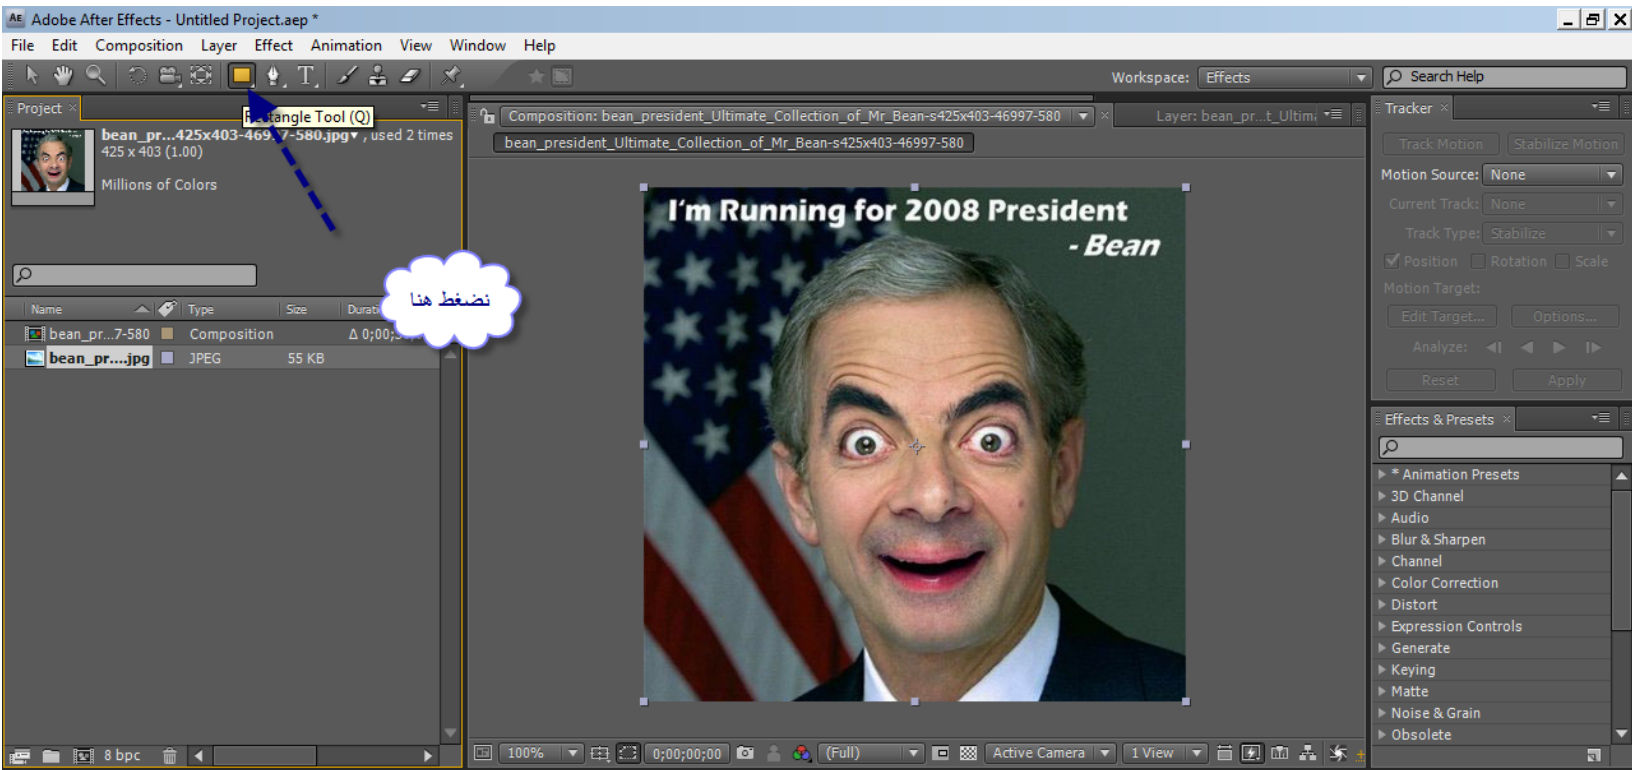 Adobe After Effects - Untitled Project.aep *
File Edit Composition Layer Effect Animation View Window Help
Workspace: Effects
Search Help
Rectangle Tool (Q)
Project
bean_pr...425x403-46997-580.jpg , used 2 times
425 x 403 (1.00)
Millions of Colors
Name Type Size
bean_pr...7-580 Composition Δ 0;00;
bean_pr....jpg JPEG 55 KB
8 bpc
نضغط هنا
Composition: bean_president_Ultimate_Collection_of_Mr_Bean-s425x403-46997-580
Layer: bean_pr...t_Ultim
bean_president_Ultimate_Collection_of_Mr_Bean-s425x403-46997-580
I'm Running for 2008 President
- Bean
100% 0;00;00;00 (Full) Active Camera 1 View
Tracker
Track Motion Stabilize Motion
Motion Source: None
Current Track: None
Track Type: Stabilize
Position Rotation Scale
Motion Target:
Edit Target... Options...
Analyze:
Reset Apply
Effects & Presets
* Animation Presets
3D Channel
Audio
Blur & Sharpen
Channel
Color Correction
Distort
Expression Controls
Generate
Keying
Matte
Noise & Grain
Obsolete